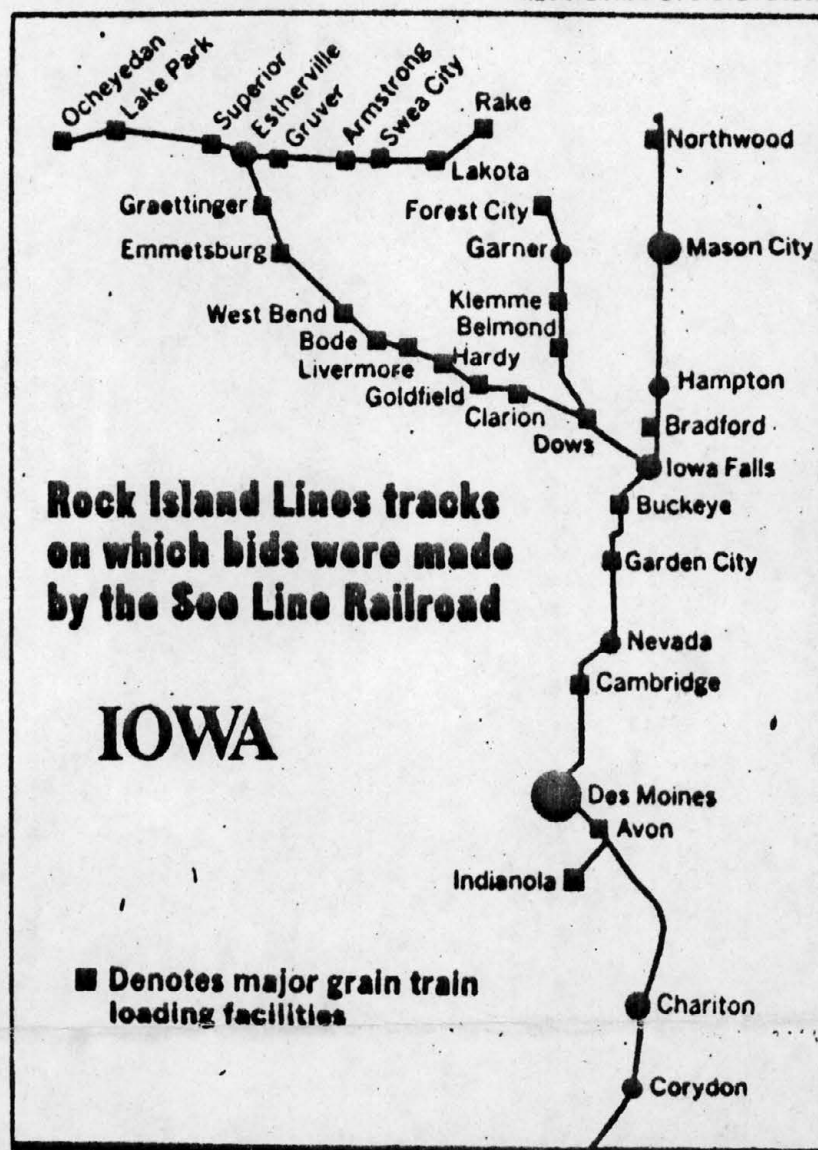 Ocheyedan
Lake Park
Superior
Estherville
Gruver
Armstrong
Swea City
Rake
Lakota
Northwood
Graettinger
Forest City
Emmetsburg
Garner
Mason City
West Bend
Klemme
Bode
Belmond
Livermore
Hardy
Goldfield
Hampton
Clarion
Dows
Bradford
Iowa Falls
Rock Island Lines tracks
on which bids were made
by the Soo Line Railroad
Buckeye
Garden City
Nevada
Cambridge
IOWA
Des Moines
Avon
Indianola
Denotes major grain train
loading facilities
Chariton
Corydon